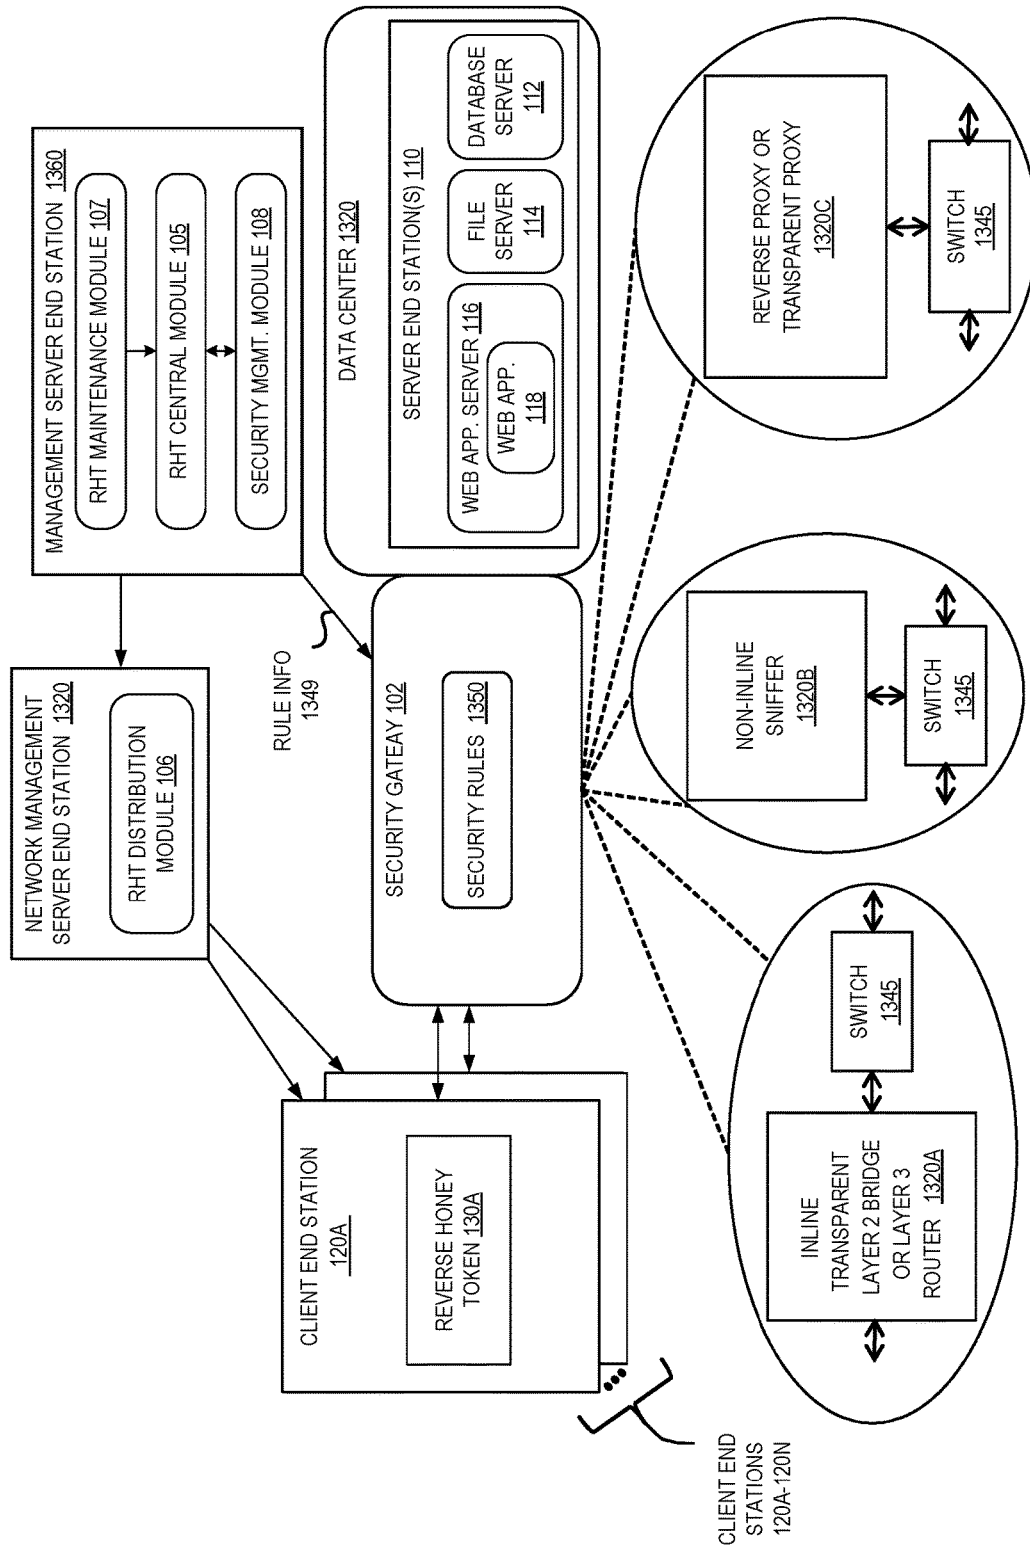 NETWORK MANAGEMENT
SERVER END STATION 1320
RHT DISTRIBUTION
MODULE 106
MANAGEMENT SERVER END STATION 1360
RHT MAINTENANCE MODULE 107
RHT CENTRAL MODULE 105
SECURITY MGMT. MODULE 108
RULE INFO
1349
CLIENT END STATION
120A
REVERSE HONEY
TOKEN 130A
CLIENT END
STATIONS
120A-120N
SECURITY GATEAY 102
SECURITY RULES 1350
DATA CENTER 1320
SERVER END STATION(S) 110
WEB APP. SERVER 116
WEB APP.
118
FILE
SERVER
114
DATABASE
SERVER
112
INLINE
TRANSPARENT
LAYER 2 BRIDGE
OR LAYER 3
ROUTER 1320A
SWITCH
1345
NON-INLINE
SNIFFER
1320B
SWITCH
1345
REVERSE PROXY OR
TRANSPARENT PROXY
1320C
SWITCH
1345